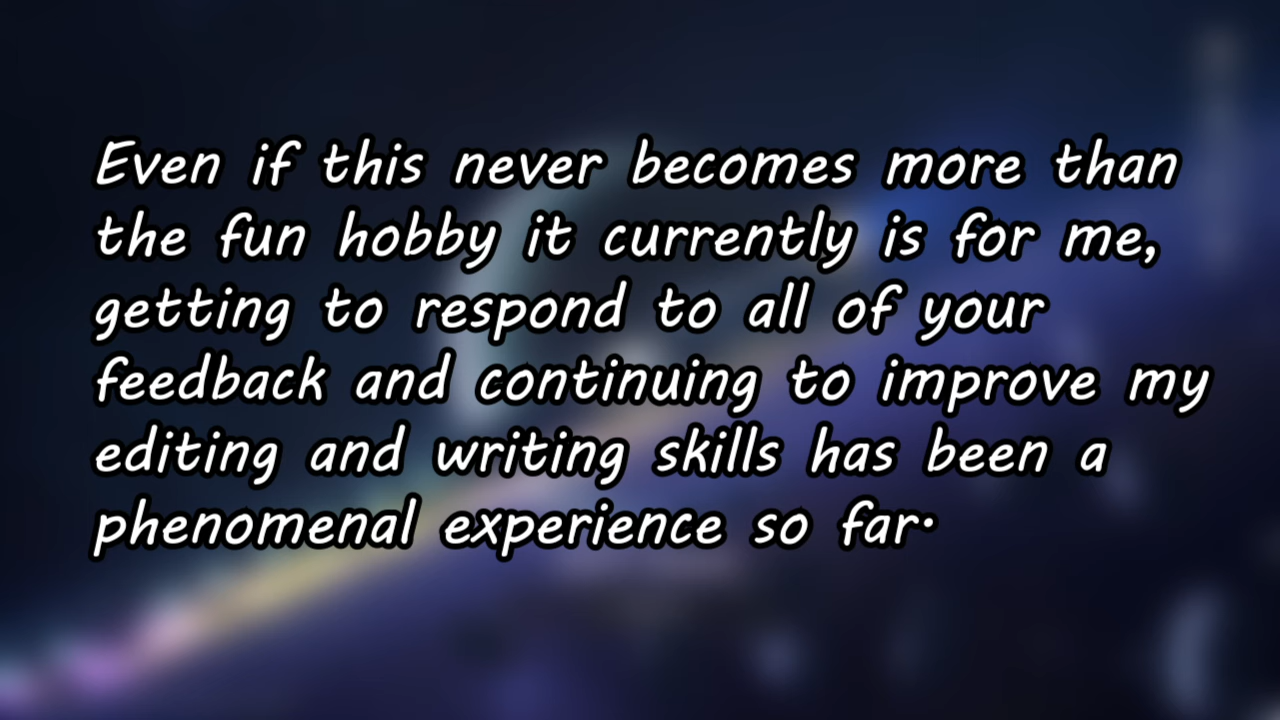 Even if this never becomes more than
the fun hobby it currently is for me,
getting to respond to all of your
feedback and continuing to improve my
editing and writing skills has been a
phenomenal experience so far.